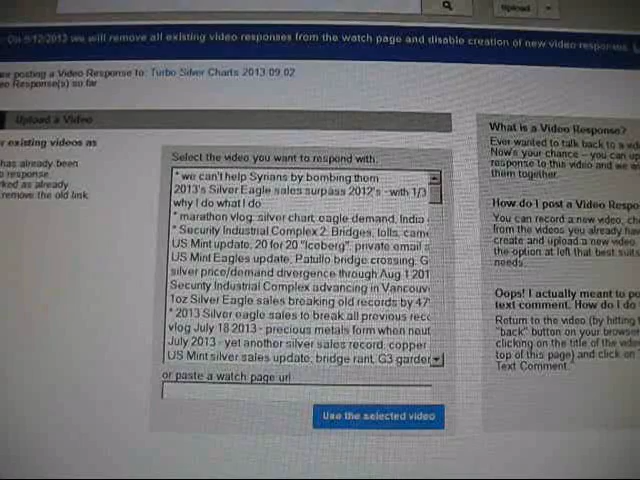 Upload
On 9/12/2013 we will remove all existing video responses from the watch page and disable creation of new video responses.
posting a Video Response to: Turbo Silver Charts 2013 09 02
Response(s) so far
Upload a Video
existing videos as
has already been
response
rked as already
remove the old link.
Select the video you want to respond with.
* we can't help Syrians by bombing them
2013's Silver Eagle sales surpass 2012's - with 1/3
why I do what I do
* marathon vlog: silver chart, eagle demand, India
* Security Industrial Complex 2. Bridges, tolls, came
US Mint update, 20 for 20 "Iceberg", private email s
US Mint Eagles update, Patullo bridge crossing, G
silver price/demand divergence through Aug 1 201
Security Industrial Complex advancing in Vancouv
1oz Silver Eagle sales breaking old records by 47
* 2013 Silver eagle sales to break all previous reco
vlog July 18 2013 - precious metals form when neut
July 2013 - yet another silver record, copper
US Mint silver sales update, bridge rant, G3 garden
or paste a watch page url
Use the selected video
What is a Video Response?
Ever wanted to talk back to a vid
Now's your chance -- you can up
response to this video and we wi
them together.
How do I post a Video Respo
You can record a new video, ch
from the videos you already hav
create and upload a new video.
the option at left that best suits
needs.
Oops! I actually meant to po
text comment. How do I do
Return to the video (by hitting t
"back" button on your browser
clicking on the title of the vide
top of this page) and click on "
Text Comment."